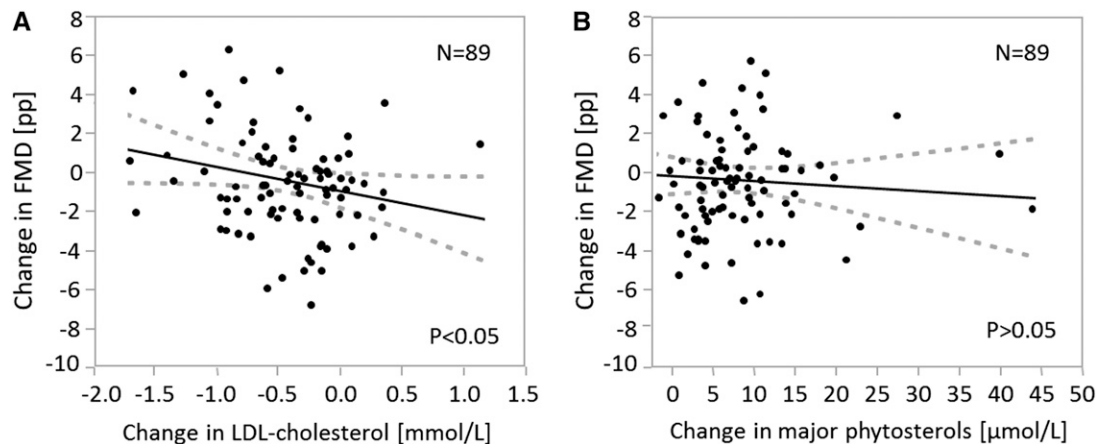 A
Change in FMD [pp]
8
6
4
2
0
-2
-4
-6
-8
-10
N=89
P<0.05
-2.0 -1.5 -1.0 -0.5 0.0 0.5 1.0 1.5
Change in LDL-cholesterol [mmol/L]
B
Change in FMD [pp]
8
6
4
2
0
-2
-4
-6
-8
-10
N=89
P>0.05
0 5 10 15 20 25 30 35 40 45 50
Change in major phytosterols [µmol/L]